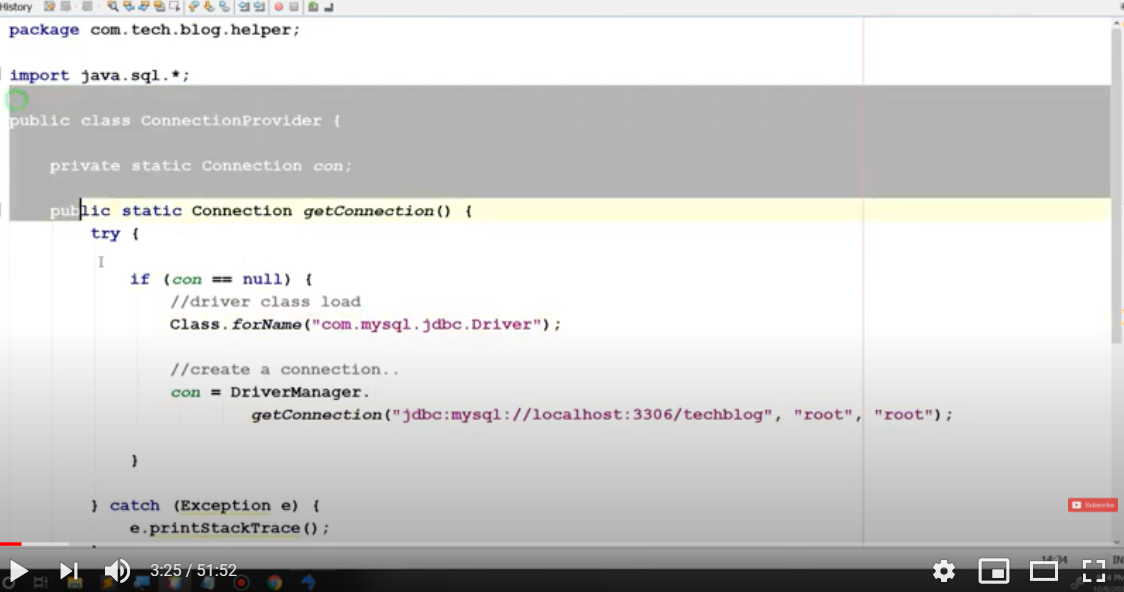 History
package com.tech.blog.helper;
import java.sql.*;
public class ConnectionProvider {
private static Connection con;
public static Connection getConnection() {
try {
if (con == null) {
//driver class load
Class.forName("com.mysql.jdbc.Driver");
//create a connection..
con = DriverManager.
getConnection("jdbc:mysql://localhost:3306/techblog", "root", "root");
}
} catch (Exception e) {
e.printStackTrace();
Subscribe
14:34 IN
3:25 / 51:52